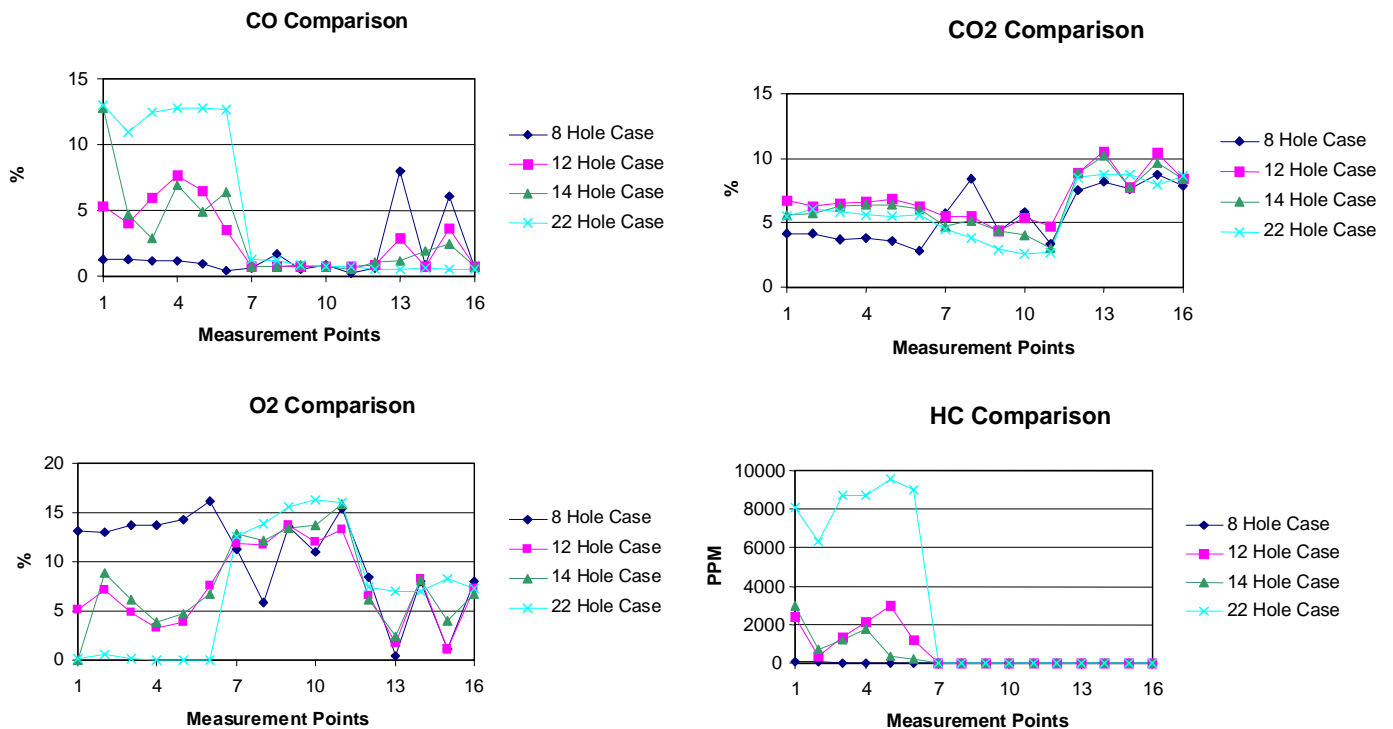 CO Comparison
15
10
5
0
%
1 4 7 10 13 16
Measurement Points
8 Hole Case
12 Hole Case
14 Hole Case
22 Hole Case
CO2 Comparison
15
10
5
0
%
1 4 7 10 13 16
Measurement Points
8 Hole Case
12 Hole Case
14 Hole Case
22 Hole Case
O2 Comparison
20
15
10
5
0
%
1 4 7 10 13 16
Measurement Points
8 Hole Case
12 Hole Case
14 Hole Case
22 Hole Case
HC Comparison
10000
8000
6000
4000
2000
0
PPM
1 4 7 10 13 16
Measurement Points
8 Hole Case
12 Hole Case
14 Hole Case
22 Hole Case